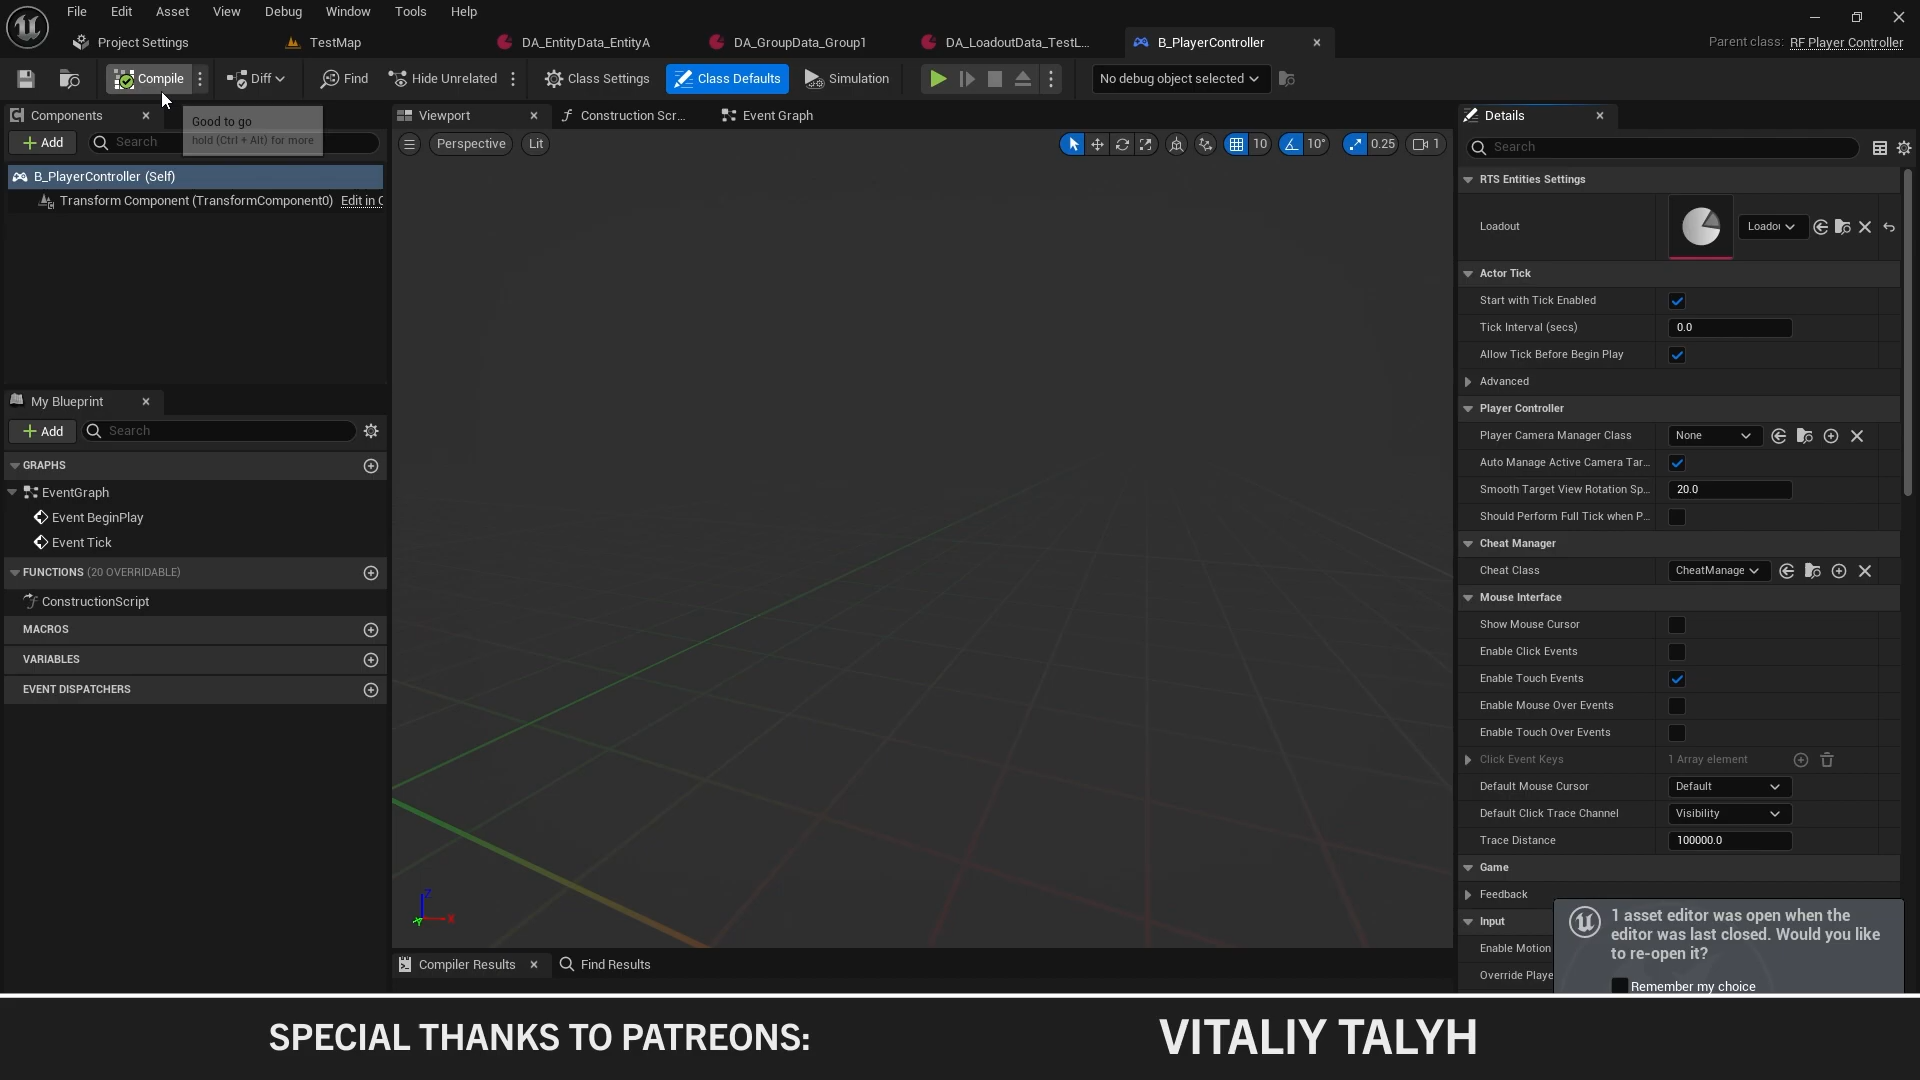 File Edit Asset View Debug Window Tools Help
Project Settings TestMap DA_EntityData_EntityA DA_GroupData_Group1 DA_LoadoutData_TestL... B_PlayerController Parent class: RF Player Controller
Compile Diff Find Hide Unrelated Class Settings Class Defaults Simulation No debug object selected
Components
Good to go
hold (Ctrl + Alt) for more
Add Search
B_PlayerController (Self)
Transform Component (TransformComponent0) Edit in C
My Blueprint
Add Search
GRAPHS
EventGraph
Event BeginPlay
Event Tick
FUNCTIONS (20 OVERRIDABLE)
ConstructionScript
MACROS
VARIABLES
EVENT DISPATCHERS
Viewport Construction Scr... Event Graph
Perspective Lit 10 10° 0.25 1
Z
X
Y
Compiler Results Find Results
Details
Search
RTS Entities Settings
Loadout Loado
Actor Tick
Start with Tick Enabled
Tick Interval (secs) 0.0
Allow Tick Before Begin Play
Advanced
Player Controller
Player Camera Manager Class None
Auto Manage Active Camera Tar...
Smooth Target View Rotation Sp... 20.0
Should Perform Full Tick when P...
Cheat Manager
Cheat Class CheatManage
Mouse Interface
Show Mouse Cursor
Enable Click Events
Enable Touch Events
Enable Mouse Over Events
Enable Touch Over Events
Click Event Keys 1 Array element
Default Mouse Cursor Default
Default Click Trace Channel Visibility
Trace Distance 100000.0
Game
Feedback
Input
Enable Motion
Override Playe
1 asset editor was open when the
editor was last closed. Would you like
to re-open it?
Remember my choice
SPECIAL THANKS TO PATREONS: VITALIY TALYH